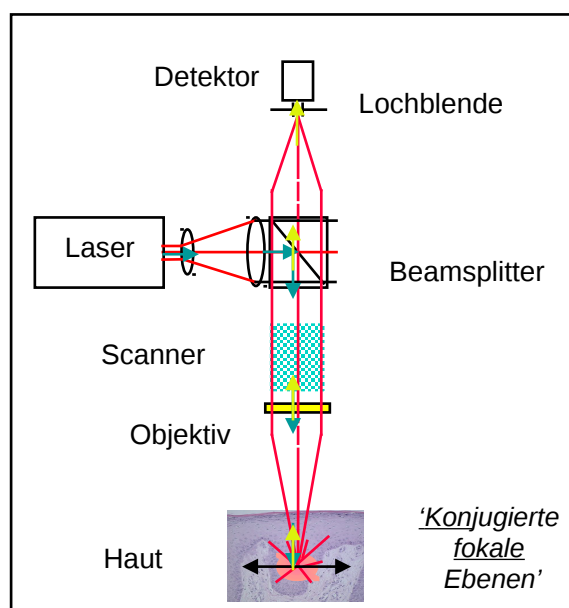 Detektor
Lochblende
Laser
Beamsplitter
Scanner
Objektiv
Haut
‘Konjugierte
fokale
Ebenen’